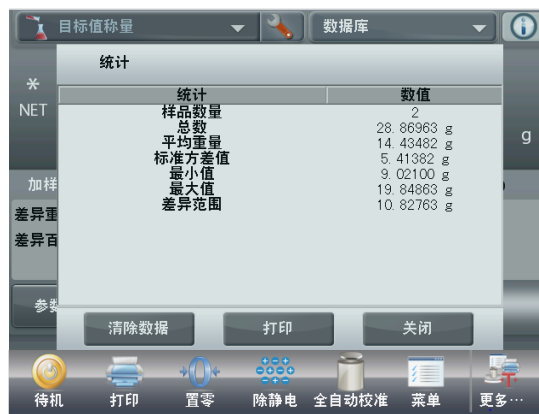 目标值称量
数据库
统计
*
NET
g
统计 数值
样品数量 2
总数 28.86963 g
平均重量 14.43482 g
标准方差值 5.41382 g
最小值 9.02100 g
最大值 19.84863 g
差异范围 10.82763 g
加样
差异重
差异百
参数
清除数据 打印 关闭
待机 打印 置零 除静电 全自动校准 菜单 更多…